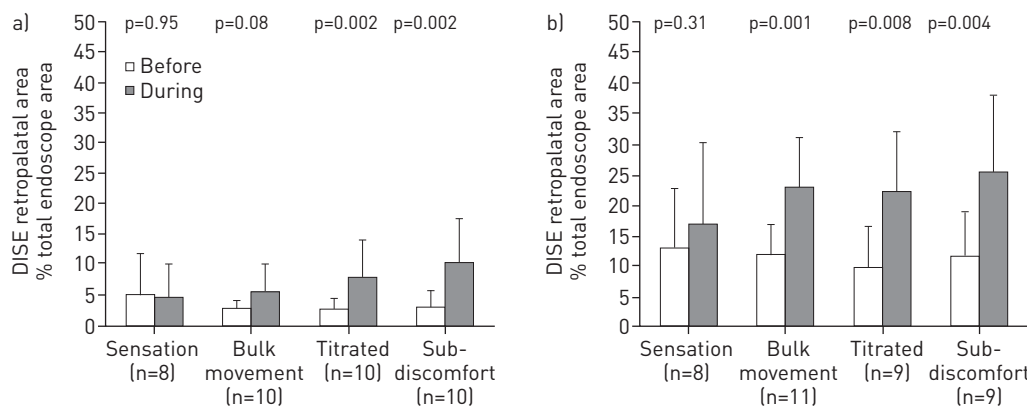 a)
p=0.95 p=0.08 p=0.002 p=0.002
DISE retropalatal area
% total endoscope area
50
45
40
35
30
25
20
15
10
5
0
Before
During
Sensation
(n=8)
Bulk
movement
(n=10)
Titrated
(n=10)
Sub-
discomfort
(n=10)
b)
p=0.31 p=0.001 p=0.008 p=0.004
DISE retropalatal area
% total endoscope area
50
45
40
35
30
25
20
15
10
5
0
Sensation
(n=8)
Bulk
movement
(n=11)
Titrated
(n=9)
Sub-
discomfort
(n=9)